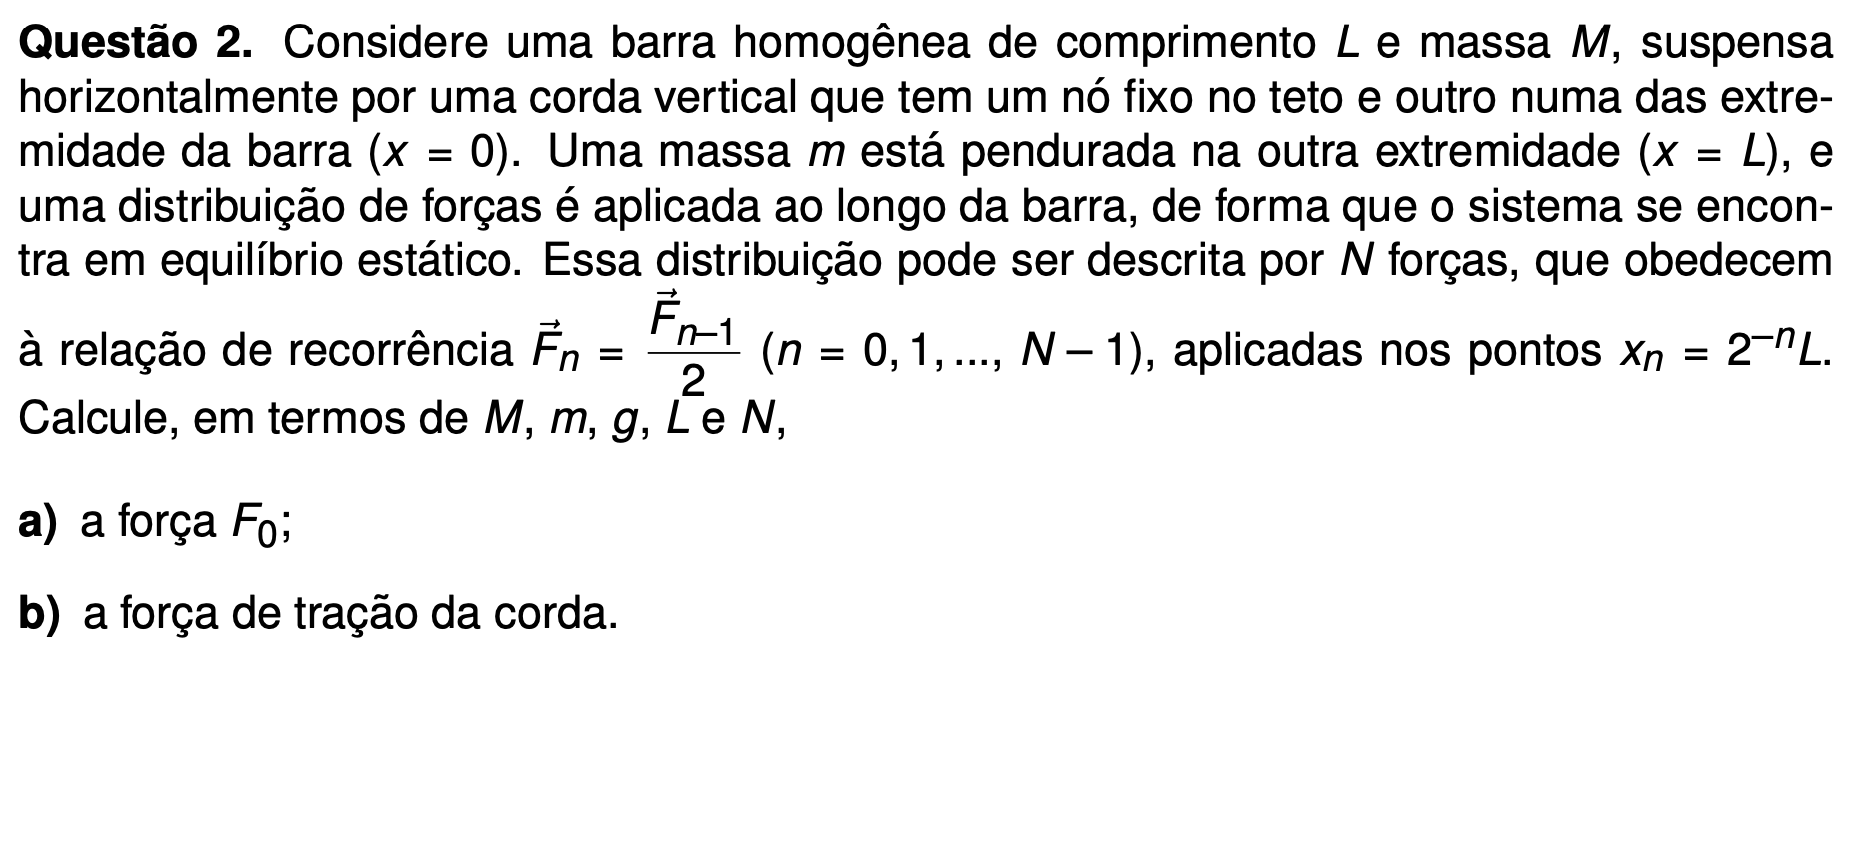 Questão 2. Considere uma barra homogênea de comprimento L e massa M, suspensa
horizontalmente por uma corda vertical que tem um nó fixo no teto e outro numa das extre-
midade da barra (x = 0). Uma massa m está pendurada na outra extremidade (x = L), e
uma distribuição de forças é aplicada ao longo da barra, de forma que o sistema se encon-
tra em equilíbrio estático. Essa distribuição pode ser descrita por N forças, que obedecem
à relação de recorrência $\vec{F}_n = \frac{\vec{F}_{n-1}}{2}$ (n = 0, 1, ..., N – 1), aplicadas nos pontos $x_n = 2^{-n}L$.
Calcule, em termos de M, m, g, L e N,
a) a força $F_0$;
b) a força de tração da corda.